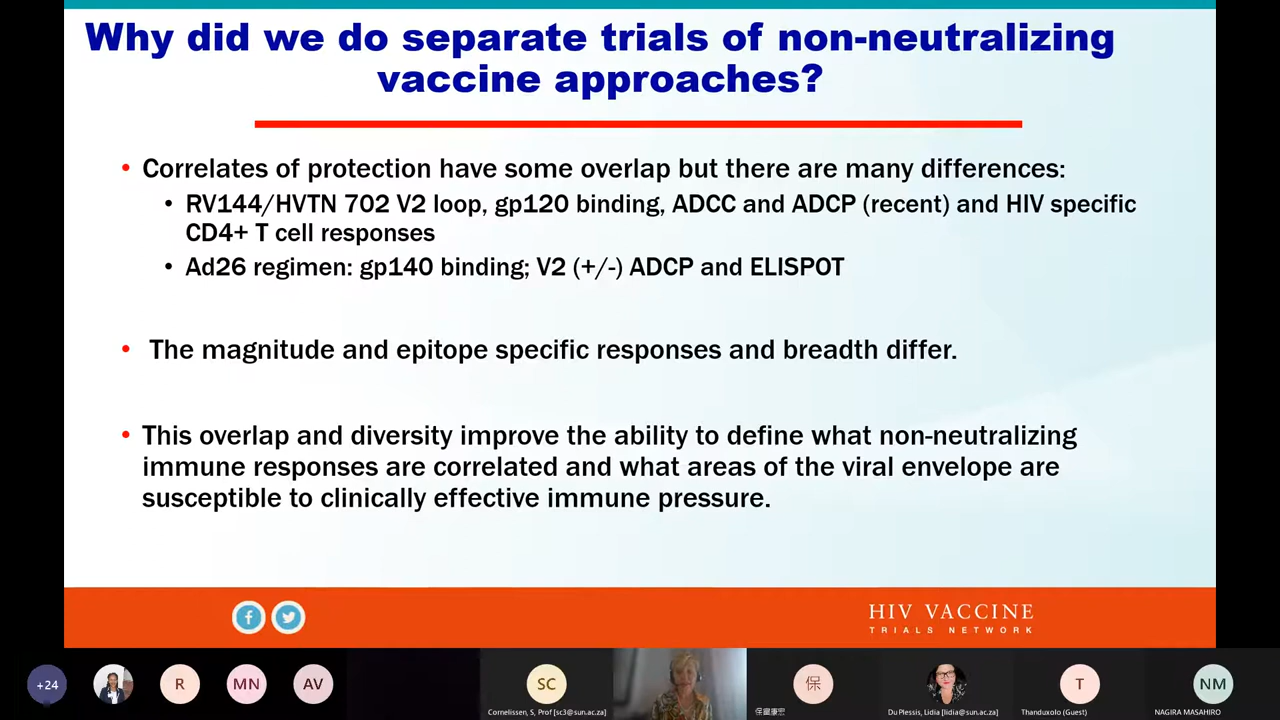 Why did we do separate trials of non-neutralizing
vaccine approaches?
• Correlates of protection have some overlap but there are many differences:
• RV144/HVTN 702 V2 loop, gp120 binding, ADCC and ADCP (recent) and HIV specific
CD4+ T cell responses
• Ad26 regimen: gp140 binding; V2 (+/-) ADCP and ELISPOT
• The magnitude and epitope specific responses and breadth differ.
• This overlap and diversity improve the ability to define what non-neutralizing
immune responses are correlated and what areas of the viral envelope are
susceptible to clinically effective immune pressure.
HIV VACCINE
TRIALS NETWORK
+24
R
MN
AV
SC
Cornelissen, S, Prof [sc3@sun.ac.za]
保
Du Plessis, Lidia [lidia@sun.ac.za]
T
Thanduxolo (Guest)
NM
NAGIRA MASAHIRO